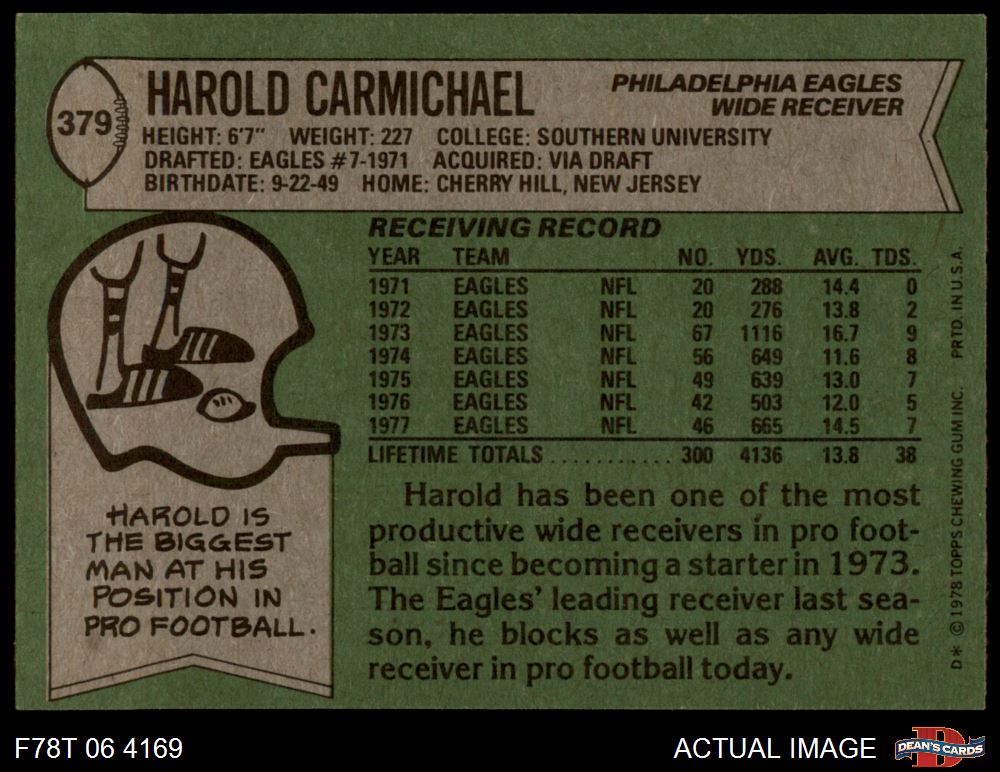 379
HAROLD CARMICHAEL
PHILADELPHIA EAGLES
WIDE RECEIVER
HEIGHT: 6'7" WEIGHT: 227 COLLEGE: SOUTHERN UNIVERSITY
DRAFTED: EAGLES #7-1971 ACQUIRED: VIA DRAFT
BIRTHDATE: 9-22-49 HOME: CHERRY HILL, NEW JERSEY
RECEIVING RECORD
YEAR TEAM NO. YDS. AVG. TDS.
1971 EAGLES NFL 20 288 14.4 0
1972 EAGLES NFL 20 276 13.8 2
1973 EAGLES NFL 67 1116 16.7 9
1974 EAGLES NFL 56 649 11.6 8
1975 EAGLES NFL 49 639 13.0 7
1976 EAGLES NFL 42 503 12.0 5
1977 EAGLES NFL 46 665 14.5 7
LIFETIME TOTALS ............ 300 4136 13.8 38
HAROLD IS
THE BIGGEST
MAN AT HIS
POSITION IN
PRO FOOTBALL.
Harold has been one of the most
productive wide receivers in pro foot-
ball since becoming a starter in 1973.
The Eagles' leading receiver last sea-
son, he blocks as well as any wide
receiver in pro football today.
D* © 1978 TOPPS CHEWING GUM INC. PRTD. IN U.S.A.
F78T 06 4169
ACTUAL IMAGE
D
DEAN'S CARDS